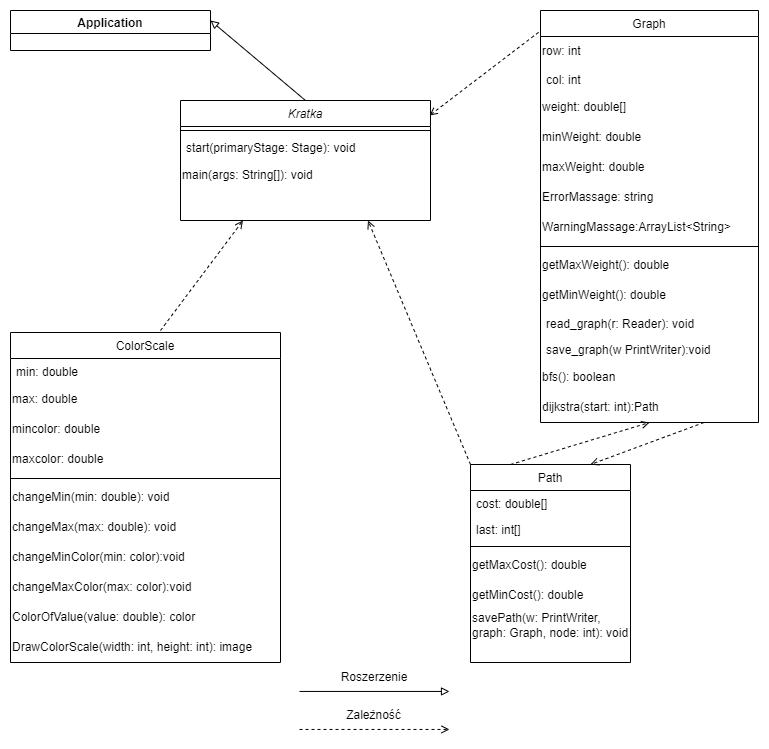 Application
Kratka
start(primaryStage: Stage): void
main(args: String[]): void
Graph
row: int
col: int
weight: double[]
minWeight: double
maxWeight: double
ErrorMassage: string
WarningMassage:ArrayList<String>
getMaxWeight(): double
getMinWeight(): double
read_graph(r: Reader): void
save_graph(w PrintWriter):void
bfs(): boolean
dijkstra(start: int):Path
ColorScale
min: double
max: double
mincolor: double
maxcolor: double
changeMin(min: double): void
changeMax(max: double): void
changeMinColor(min: color):void
changeMaxColor(max: color):void
ColorOfValue(value: double): color
DrawColorScale(width: int, height: int): image
Path
cost: double[]
last: int[]
getMaxCost(): double
getMinCost(): double
savePath(w: PrintWriter,
graph: Graph, node: int): void
Roszerzenie
Zależność